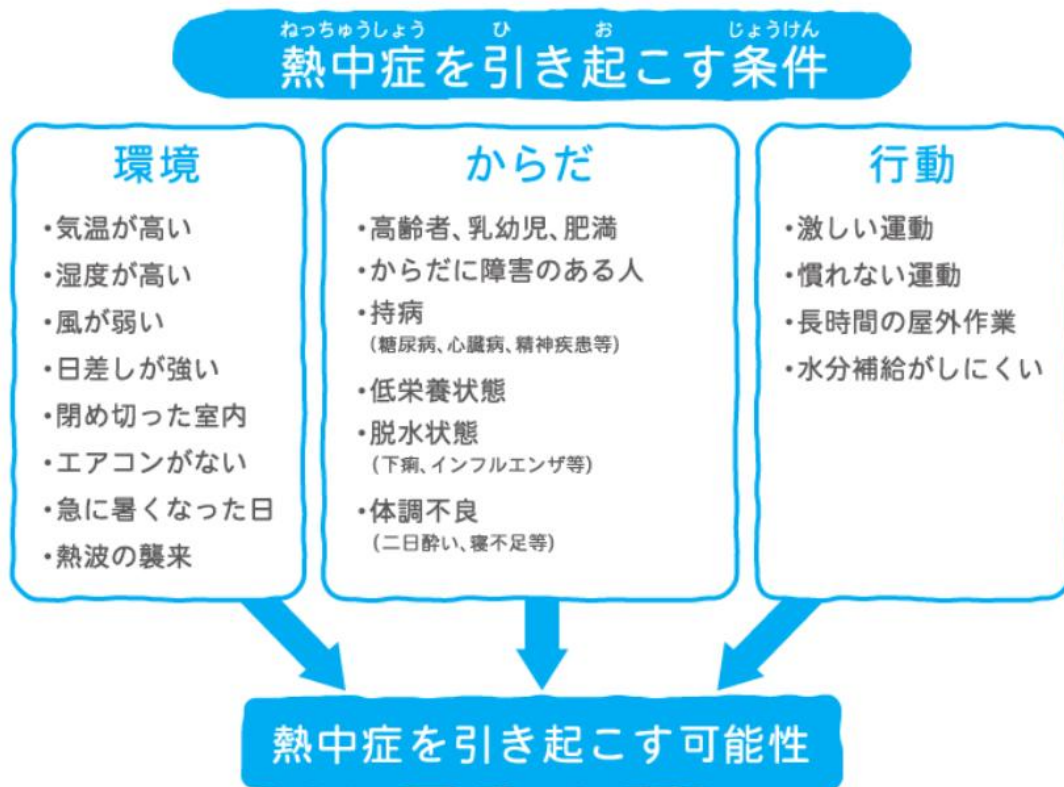 ねっちゅうしょう ひ お じょうけん
熱中症を引き起こす条件
環境
・気温が高い
・湿度が高い
・風が弱い
・日差しが強い
・閉め切った室内
・エアコンがない
・急に暑くなった日
・熱波の襲来
からだ
・高齢者、乳幼児、肥満
・からだに障害のある人
・持病
(糖尿病、心臓病、精神疾患等)
・低栄養状態
・脱水状態
(下痢、インフルエンザ等)
・体調不良
(二日酔い、寝不足等)
行動
・激しい運動
・慣れない運動
・長時間の屋外作業
・水分補給がしにくい
熱中症を引き起こす可能性